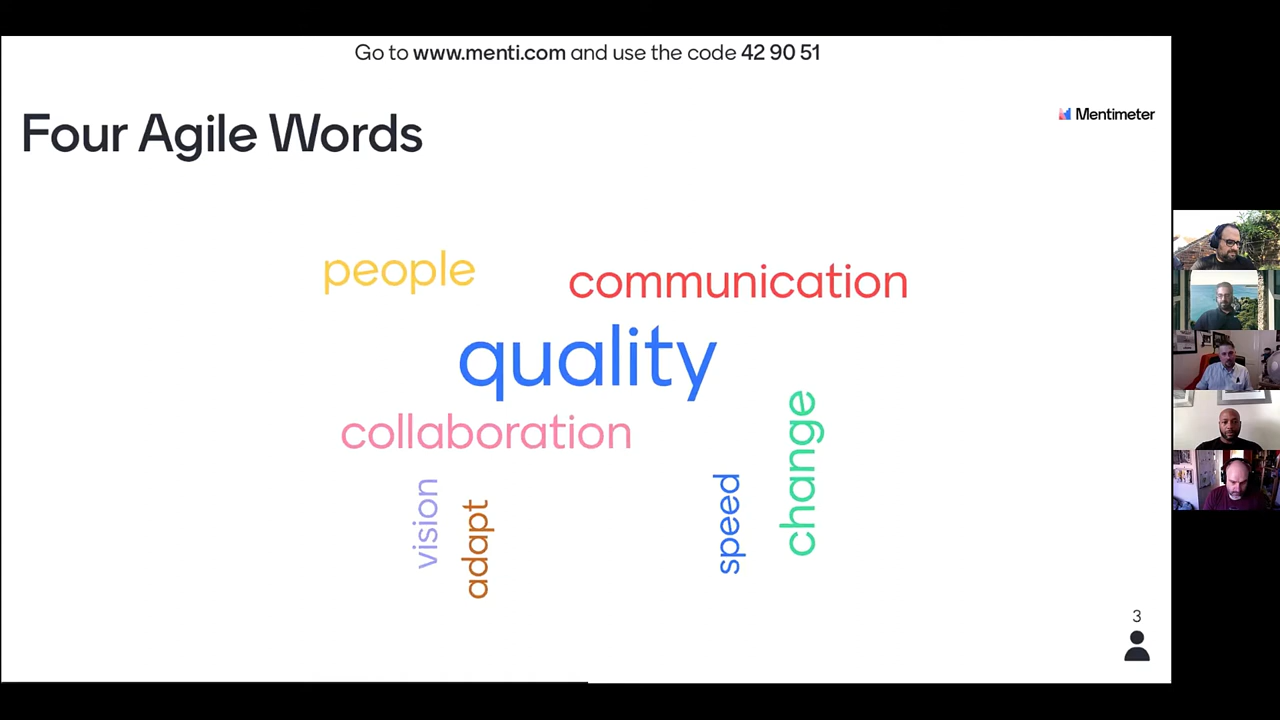 Go to www.menti.com and use the code 42 90 51
Four Agile Words
Mentimeter
people
communication
quality
collaboration
change
vision
adapt
speed
3